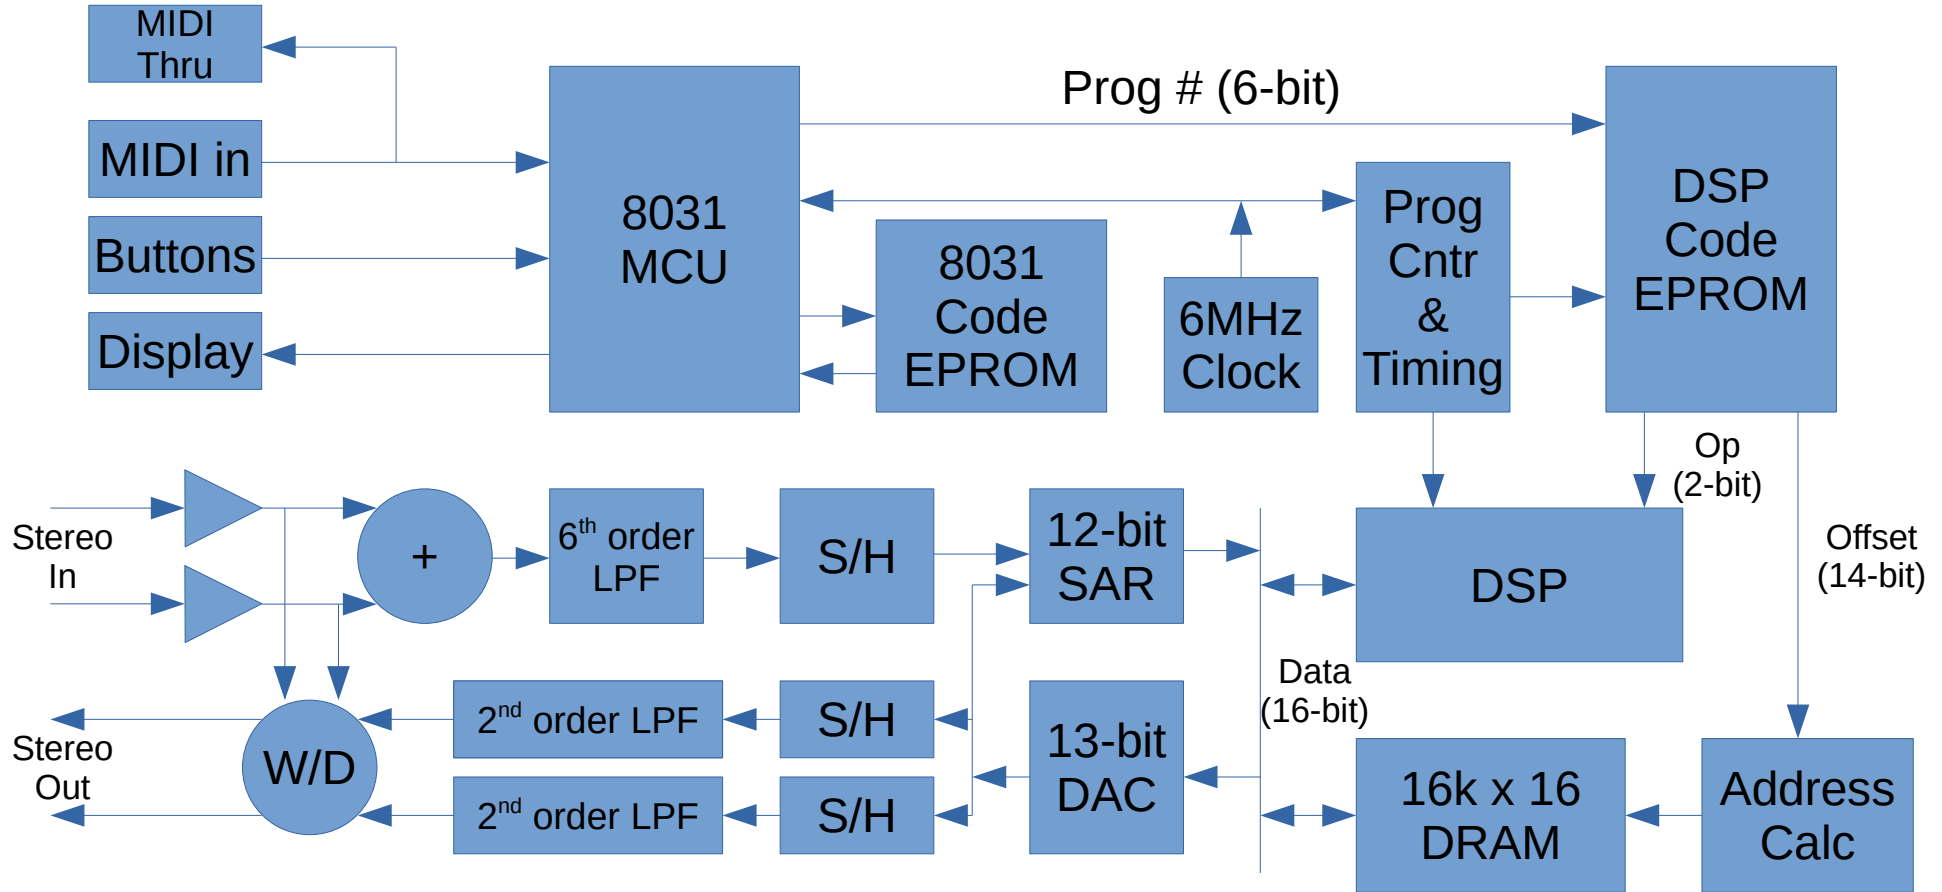 MIDI
Thru
MIDI in
Buttons
Display
8031
MCU
Prog # (6-bit)
8031
Code
EPROM
6MHz
Clock
Prog
Cntr
&
Timing
DSP
Code
EPROM
Op
(2-bit)
Offset
(14-bit)
Stereo
In
+
6th order
LPF
S/H
12-bit
SAR
DSP
Data
(16-bit)
Stereo
Out
W/D
2nd order LPF
S/H
2nd order LPF
S/H
13-bit
DAC
16k x 16
DRAM
Address
Calc